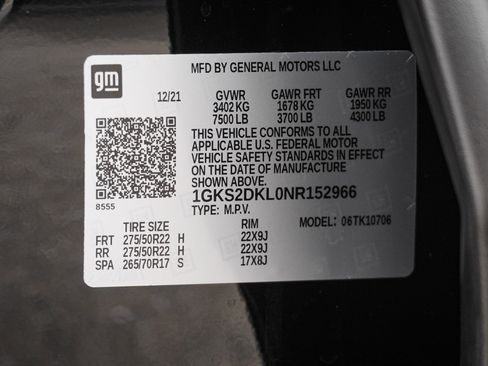 gm
MFD BY GENERAL MOTORS LLC
12/21 GVWR GAWR FRT GAWR RR
3402 KG 1678 KG 1950 KG
7500 LB 3700 LB 4300 LB
THIS VEHICLE CONFORMS TO ALL
APPLICABLE U.S. FEDERAL MOTOR
VEHICLE SAFETY STANDARDS IN EFFECT
ON THE DATE OF MANUFACTURE
SHOWN ABOVE.
8555
1GKS2DKL0NR152966
TYPE: M.P.V. MODEL: 06TK10706
TIRE SIZE RIM
FRT 275/50R22 H 22X9J
RR 275/50R22 H 22X9J
SPA 265/70R17 S 17X8J